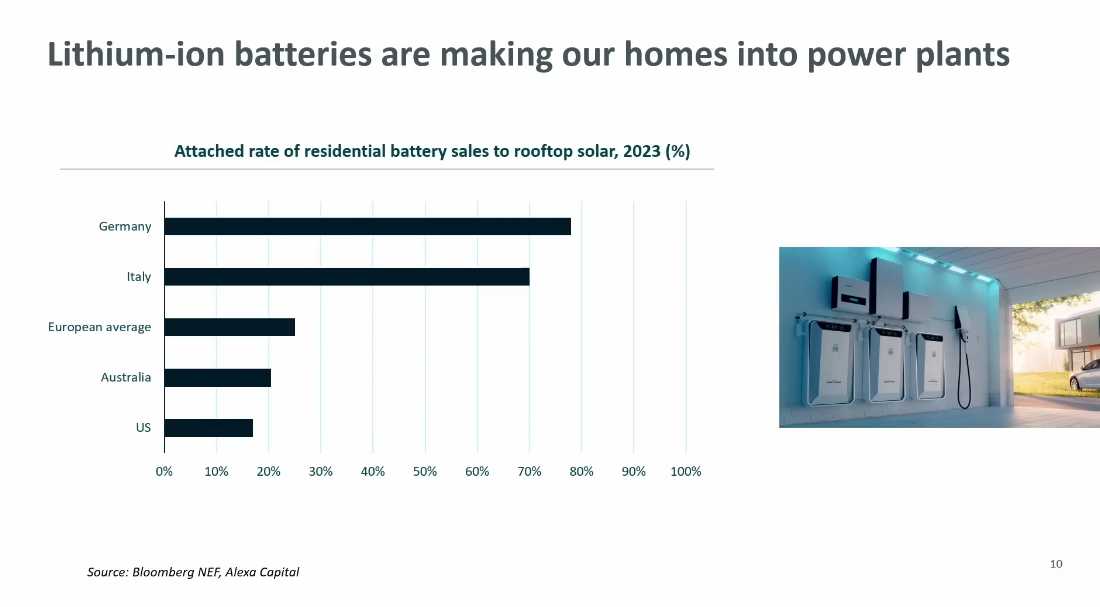 Lithium-ion batteries are making our homes into power plants
Attached rate of residential battery sales to rooftop solar, 2023 (%)
Germany
Italy
European average
Australia
US
0% 10% 20% 30% 40% 50% 60% 70% 80% 90% 100%
Source: Bloomberg NEF, Alexa Capital
10